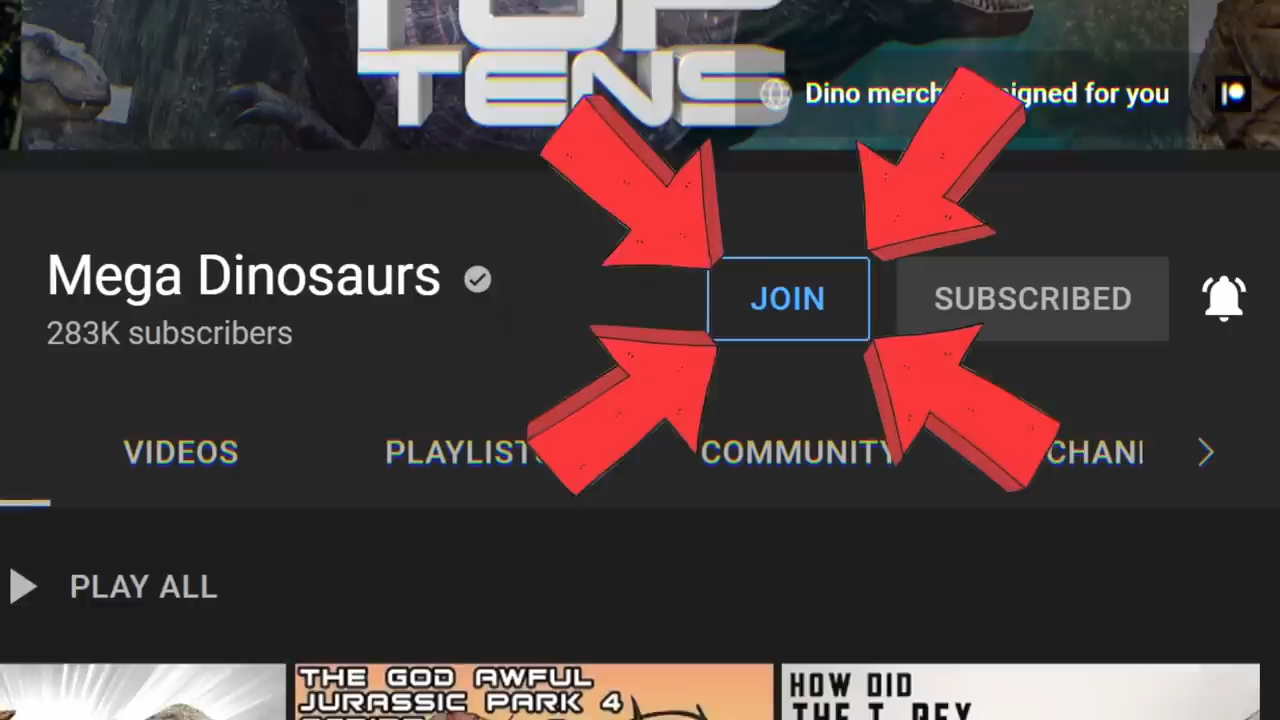 TOP
TENS
Dino merch igned for you
Mega Dinosaurs
283K subscribers
JOIN
SUBSCRIBED
VIDEOS
PLAYLIST
COMMUNITY
CHAN
PLAY ALL
THE GOD AWFUL
JURASSIC PARK 4
HOW DID
THE T. REX